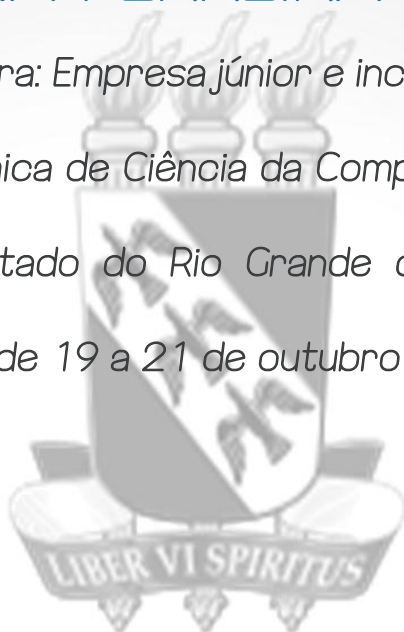 ra: Empresa júnior e inc
ica de Ciência da Comp
tado do Rio Grande
de 19 a 21 de outubro
LIBER VI SPIRITUS